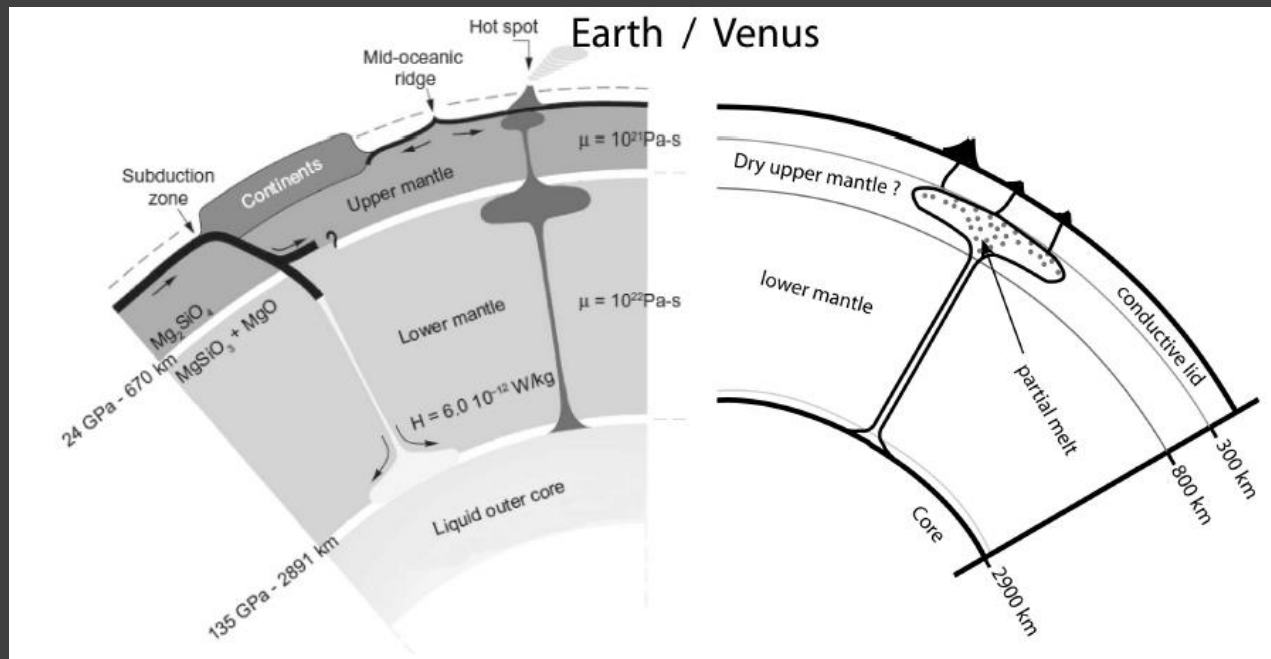 Earth / Venus
Hot spot
Mid-oceanic
ridge
Subduction
zone
Continents
Upper mantle
μ = 10²¹Pa-s
?
Mg₂SiO₄
MgSiO₃ + MgO
24 GPa - 670 km
Lower mantle
μ = 10²²Pa-s
H = 6.0 10⁻¹² W/kg
Liquid outer core
135 GPa - 2891 km
Dry upper mantle ?
lower mantle
conductive lid
partial melt
Core
300 km
800 km
2900 km